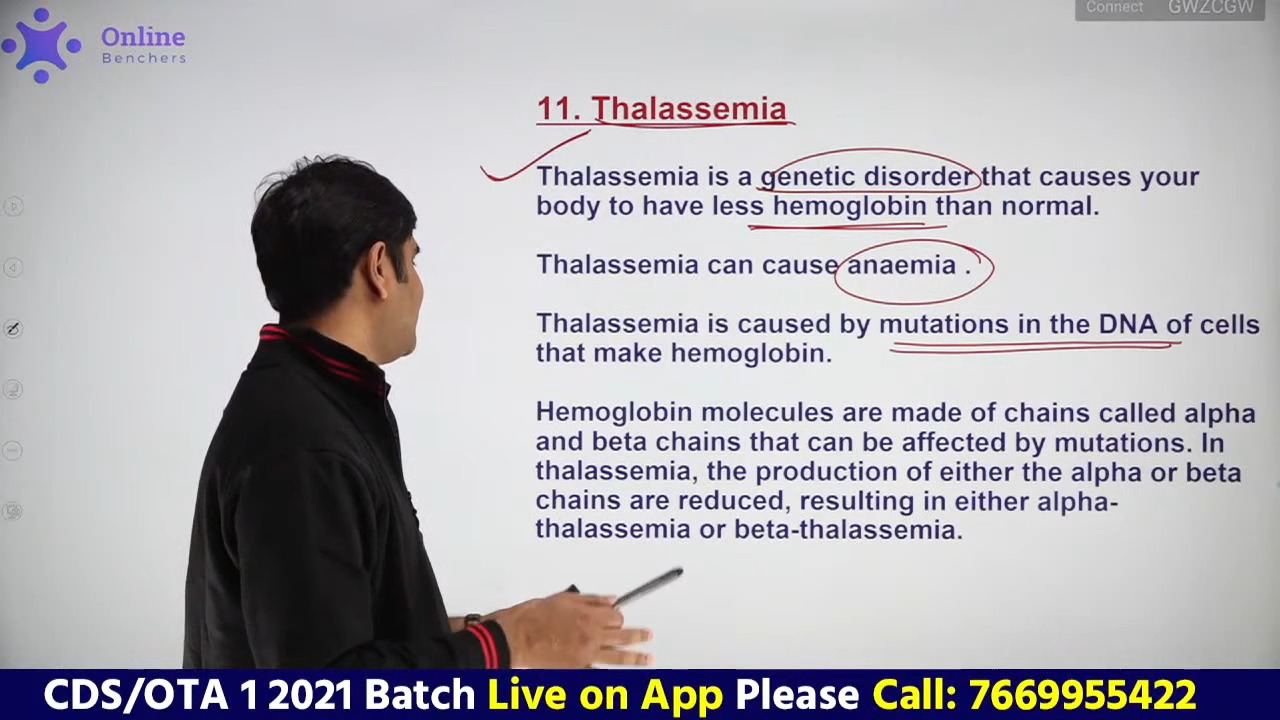 Connect GWZCGW
Online
Benchers
11. Thalassemia
Thalassemia is a genetic disorder that causes your
body to have less hemoglobin than normal.
Thalassemia can cause anaemia .
Thalassemia is caused by mutations in the DNA of cells
that make hemoglobin.
Hemoglobin molecules are made of chains called alpha
and beta chains that can be affected by mutations. In
thalassemia, the production of either the alpha or beta
chains are reduced, resulting in either alpha-
thalassemia or beta-thalassemia.
CDS/OTA 1 2021 Batch Live on App Please Call: 7669955422